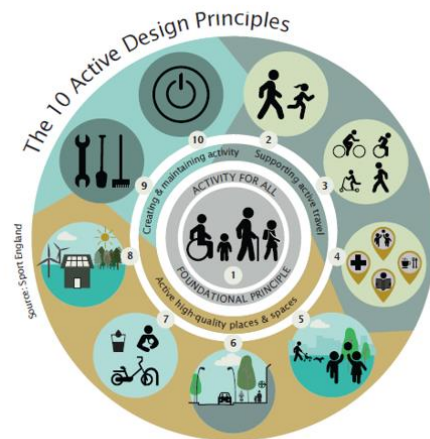 The 10 Active Design Principles
Source: Sport England
10
2
9
3
Creating & maintaining activity
Supporting active travel
ACTIVITY FOR ALL
1
FOUNDATIONAL PRINCIPLE
8
4
Active high-quality places & spaces
7
5
6